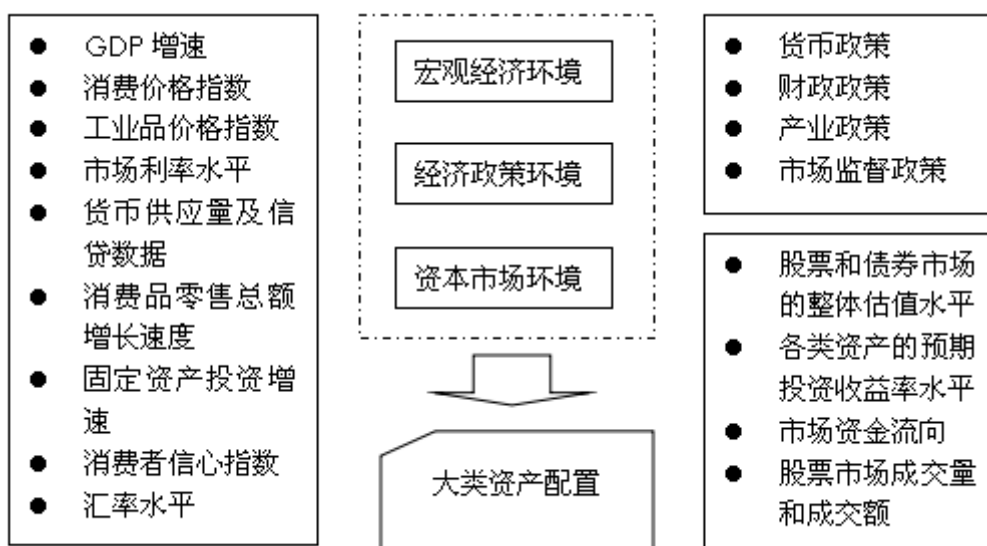 GDP 增速
消费价格指数
工业品价格指数
市场利率水平
货币供应量及信
贷数据
消费品零售总额
增长速度
固定资产投资增
速
消费者信心指数
汇率水平
宏观经济环境
经济政策环境
资本市场环境
大类资产配置
货币政策
财政政策
产业政策
市场监督政策
股票和债券市场
的整体估值水平
各类资产的预期
投资收益率水平
市场资金流向
股票市场成交量
和成交额